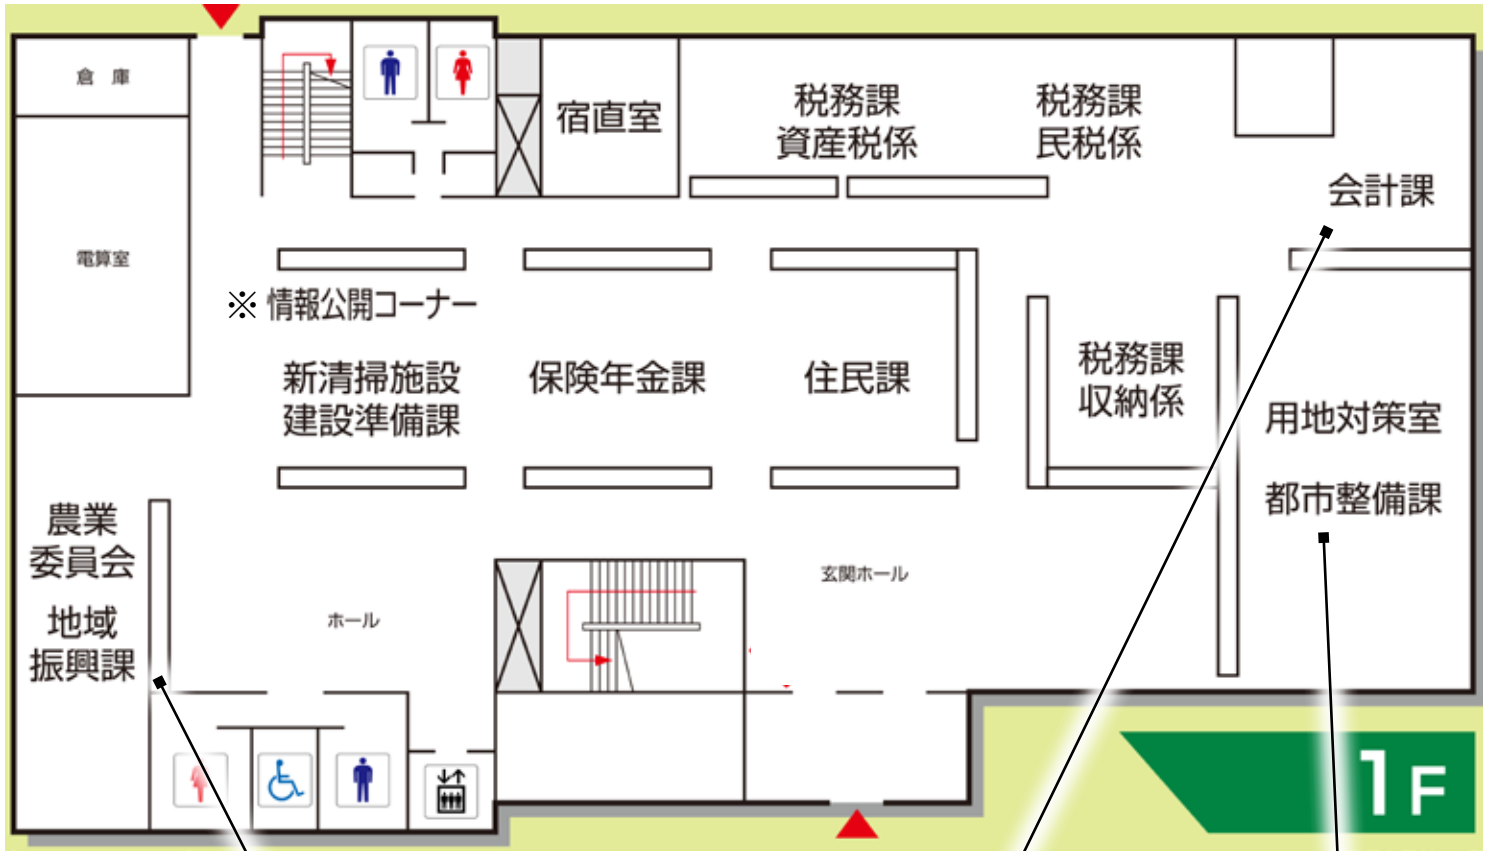 倉 庫
宿直室
税務課
資産税係
税務課
民税係
会計課
電算室
※ 情報公開コーナー
新清掃施設
建設準備課
保険年金課
住民課
税務課
収納係
用地対策室
都市整備課
農業
委員会
地域
振興課
ホール
玄関ホール
1F